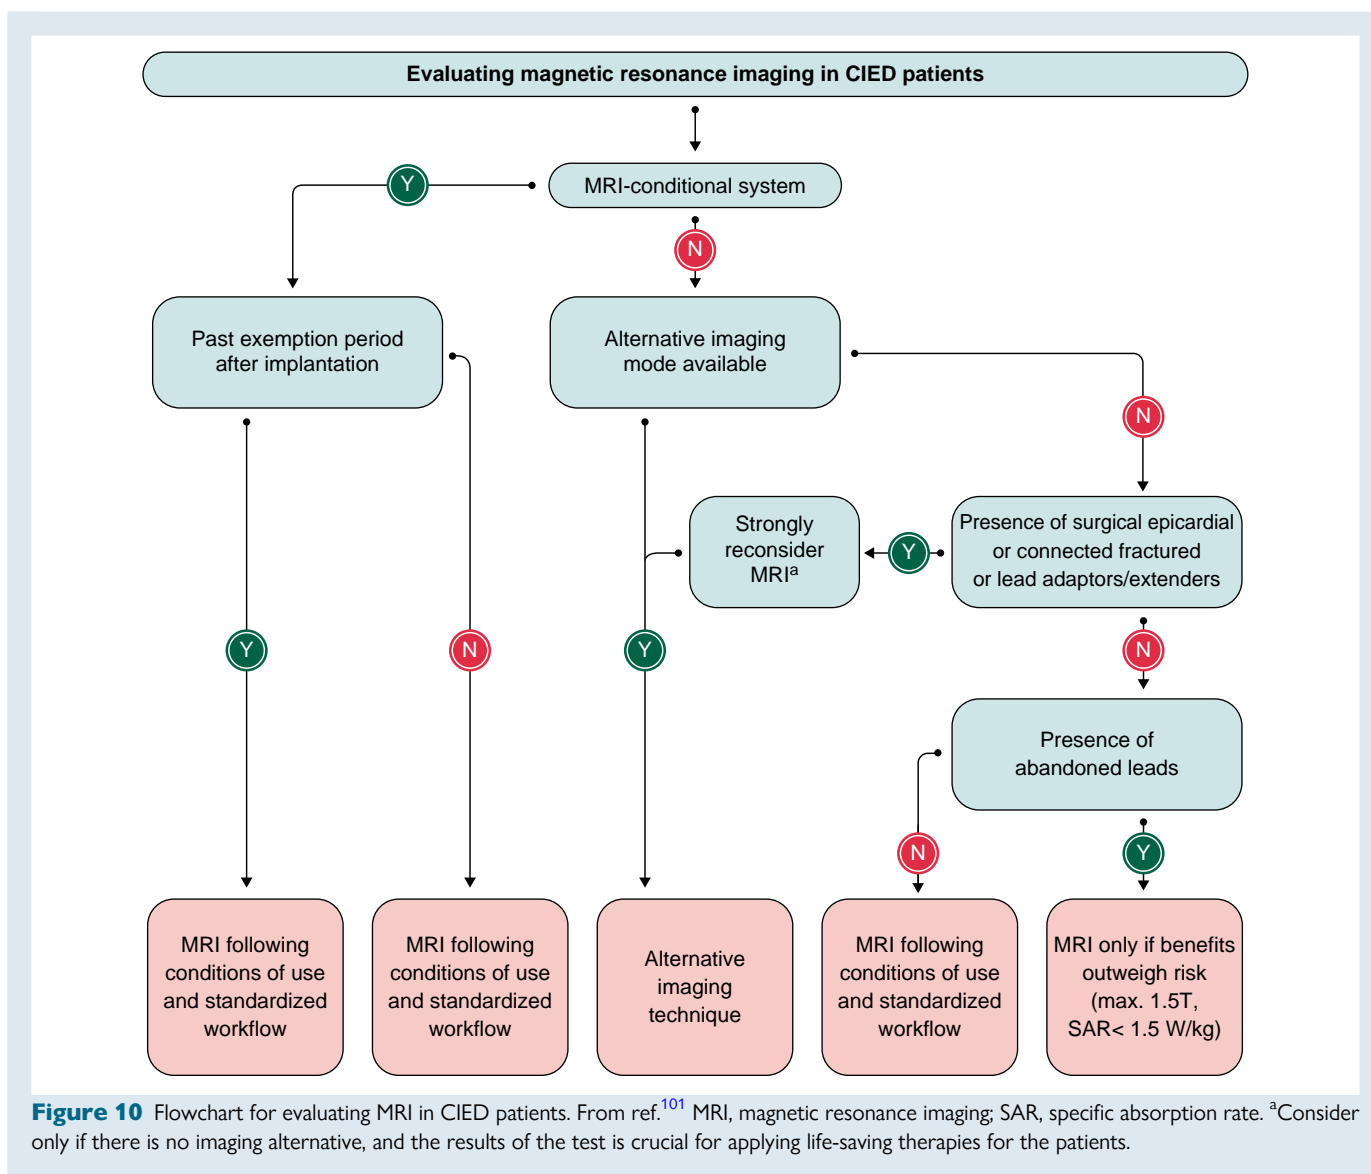 Evaluating magnetic resonance imaging in CIED patients
MRI-conditional system
Y
N
Past exemption period
after implantation
Alternative imaging
mode available
N
Strongly
reconsider
MRIᵃ
Y
Presence of surgical epicardial
or connected fractured
or lead adaptors/extenders
Y
N
Y
N
Presence of
abandoned leads
N
Y
MRI following
conditions of use
and standardized
workflow
MRI following
conditions of use
and standardized
workflow
Alternative
imaging
technique
MRI following
conditions of use
and standardized
workflow
MRI only if benefits
outweigh risk
(max. 1.5T,
SAR< 1.5 W/kg)
Figure 10 Flowchart for evaluating MRI in CIED patients. From ref.¹⁰¹ MRI, magnetic resonance imaging; SAR, specific absorption rate. ᵃConsider
only if there is no imaging alternative, and the results of the test is crucial for applying life-saving therapies for the patients.